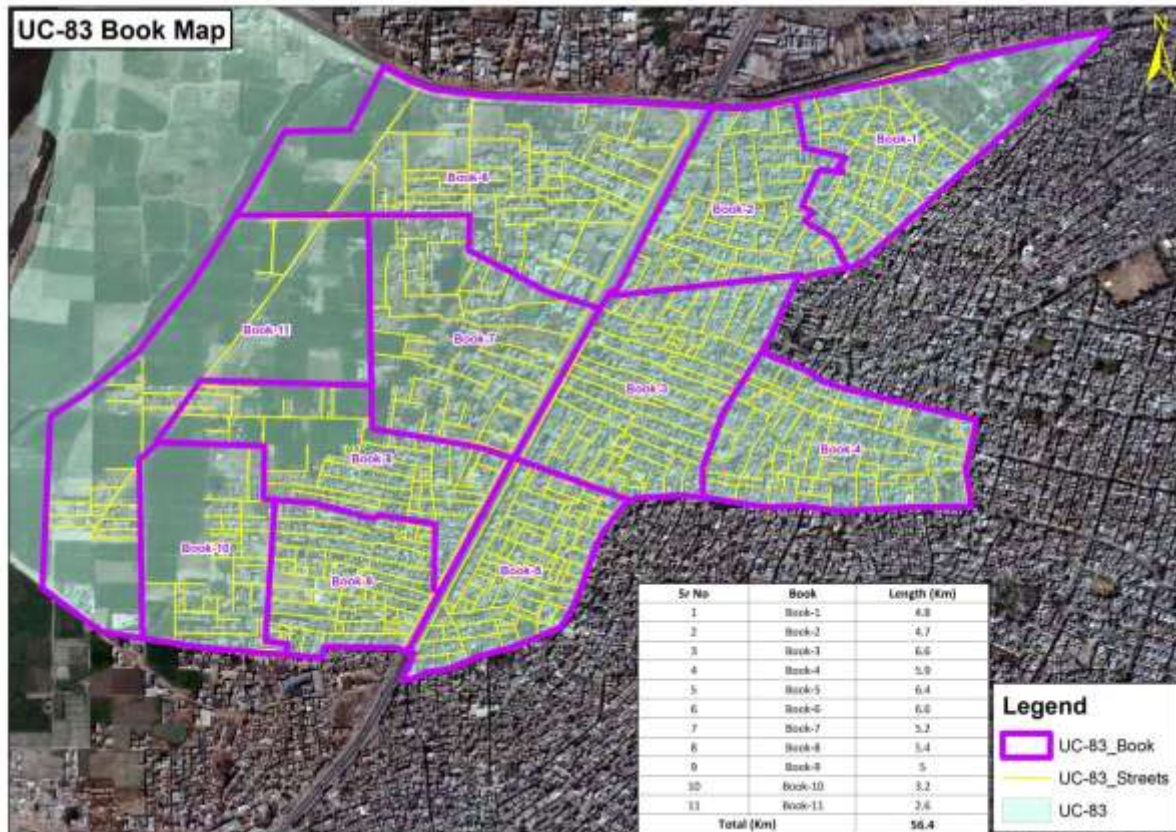 UC-83 Book Map
N
Book-1
Book-6
Book-2
Book-11
Book-7
Book-3
Book-4
Book-8
Book-10
Book-5
Book-9
Sr No Book Length (Km)
1 Book-1 4.8
2 Book-2 4.7
3 Book-3 6.6
4 Book-4 5.9
5 Book-5 6.4
6 Book-6 6.6
7 Book-7 5.2
8 Book-8 5.4
9 Book-9 5
10 Book-10 3.2
11 Book-11 2.6
Total (Km) 56.4
Legend
UC-83_Book
UC-83_Streets
UC-83